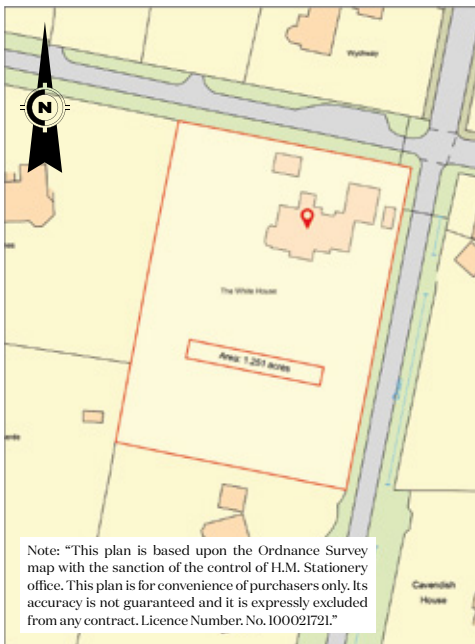 N
The White House
Area: 1.251 acres
Note: “This plan is based upon the Ordnance Survey
map with the sanction of the control of H.M. Stationery
office. This plan is for convenience of purchasers only. Its
accuracy is not guaranteed and it is expressly excluded
from any contract. Licence Number. No. 100021721.”
Cavendish
House